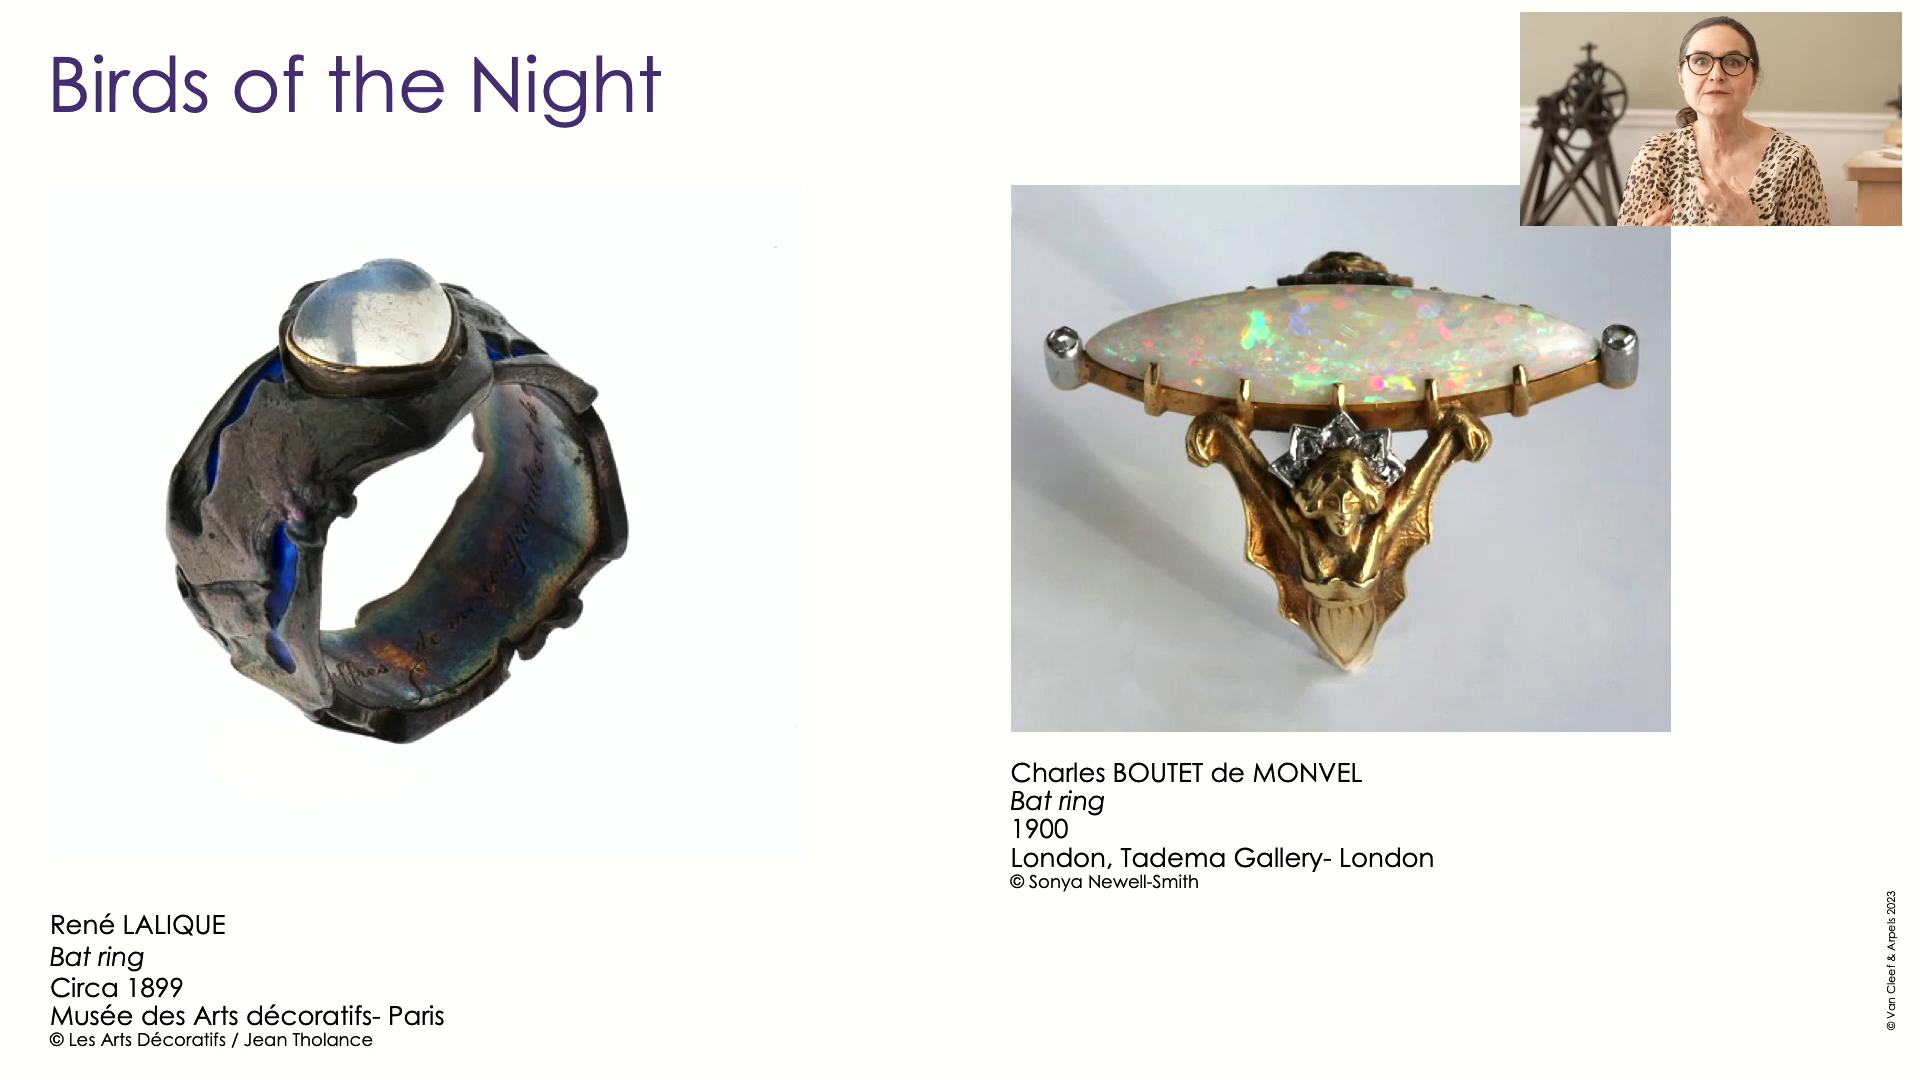 Birds of the Night
René LALIQUE
Bat ring
Circa 1899
Musée des Arts décoratifs- Paris
© Les Arts Décoratifs / Jean Tholance
Charles BOUTET de MONVEL
Bat ring
1900
London, Tadema Gallery- London
© Sonya Newell-Smith
© Van Cleef & Arpels 2023